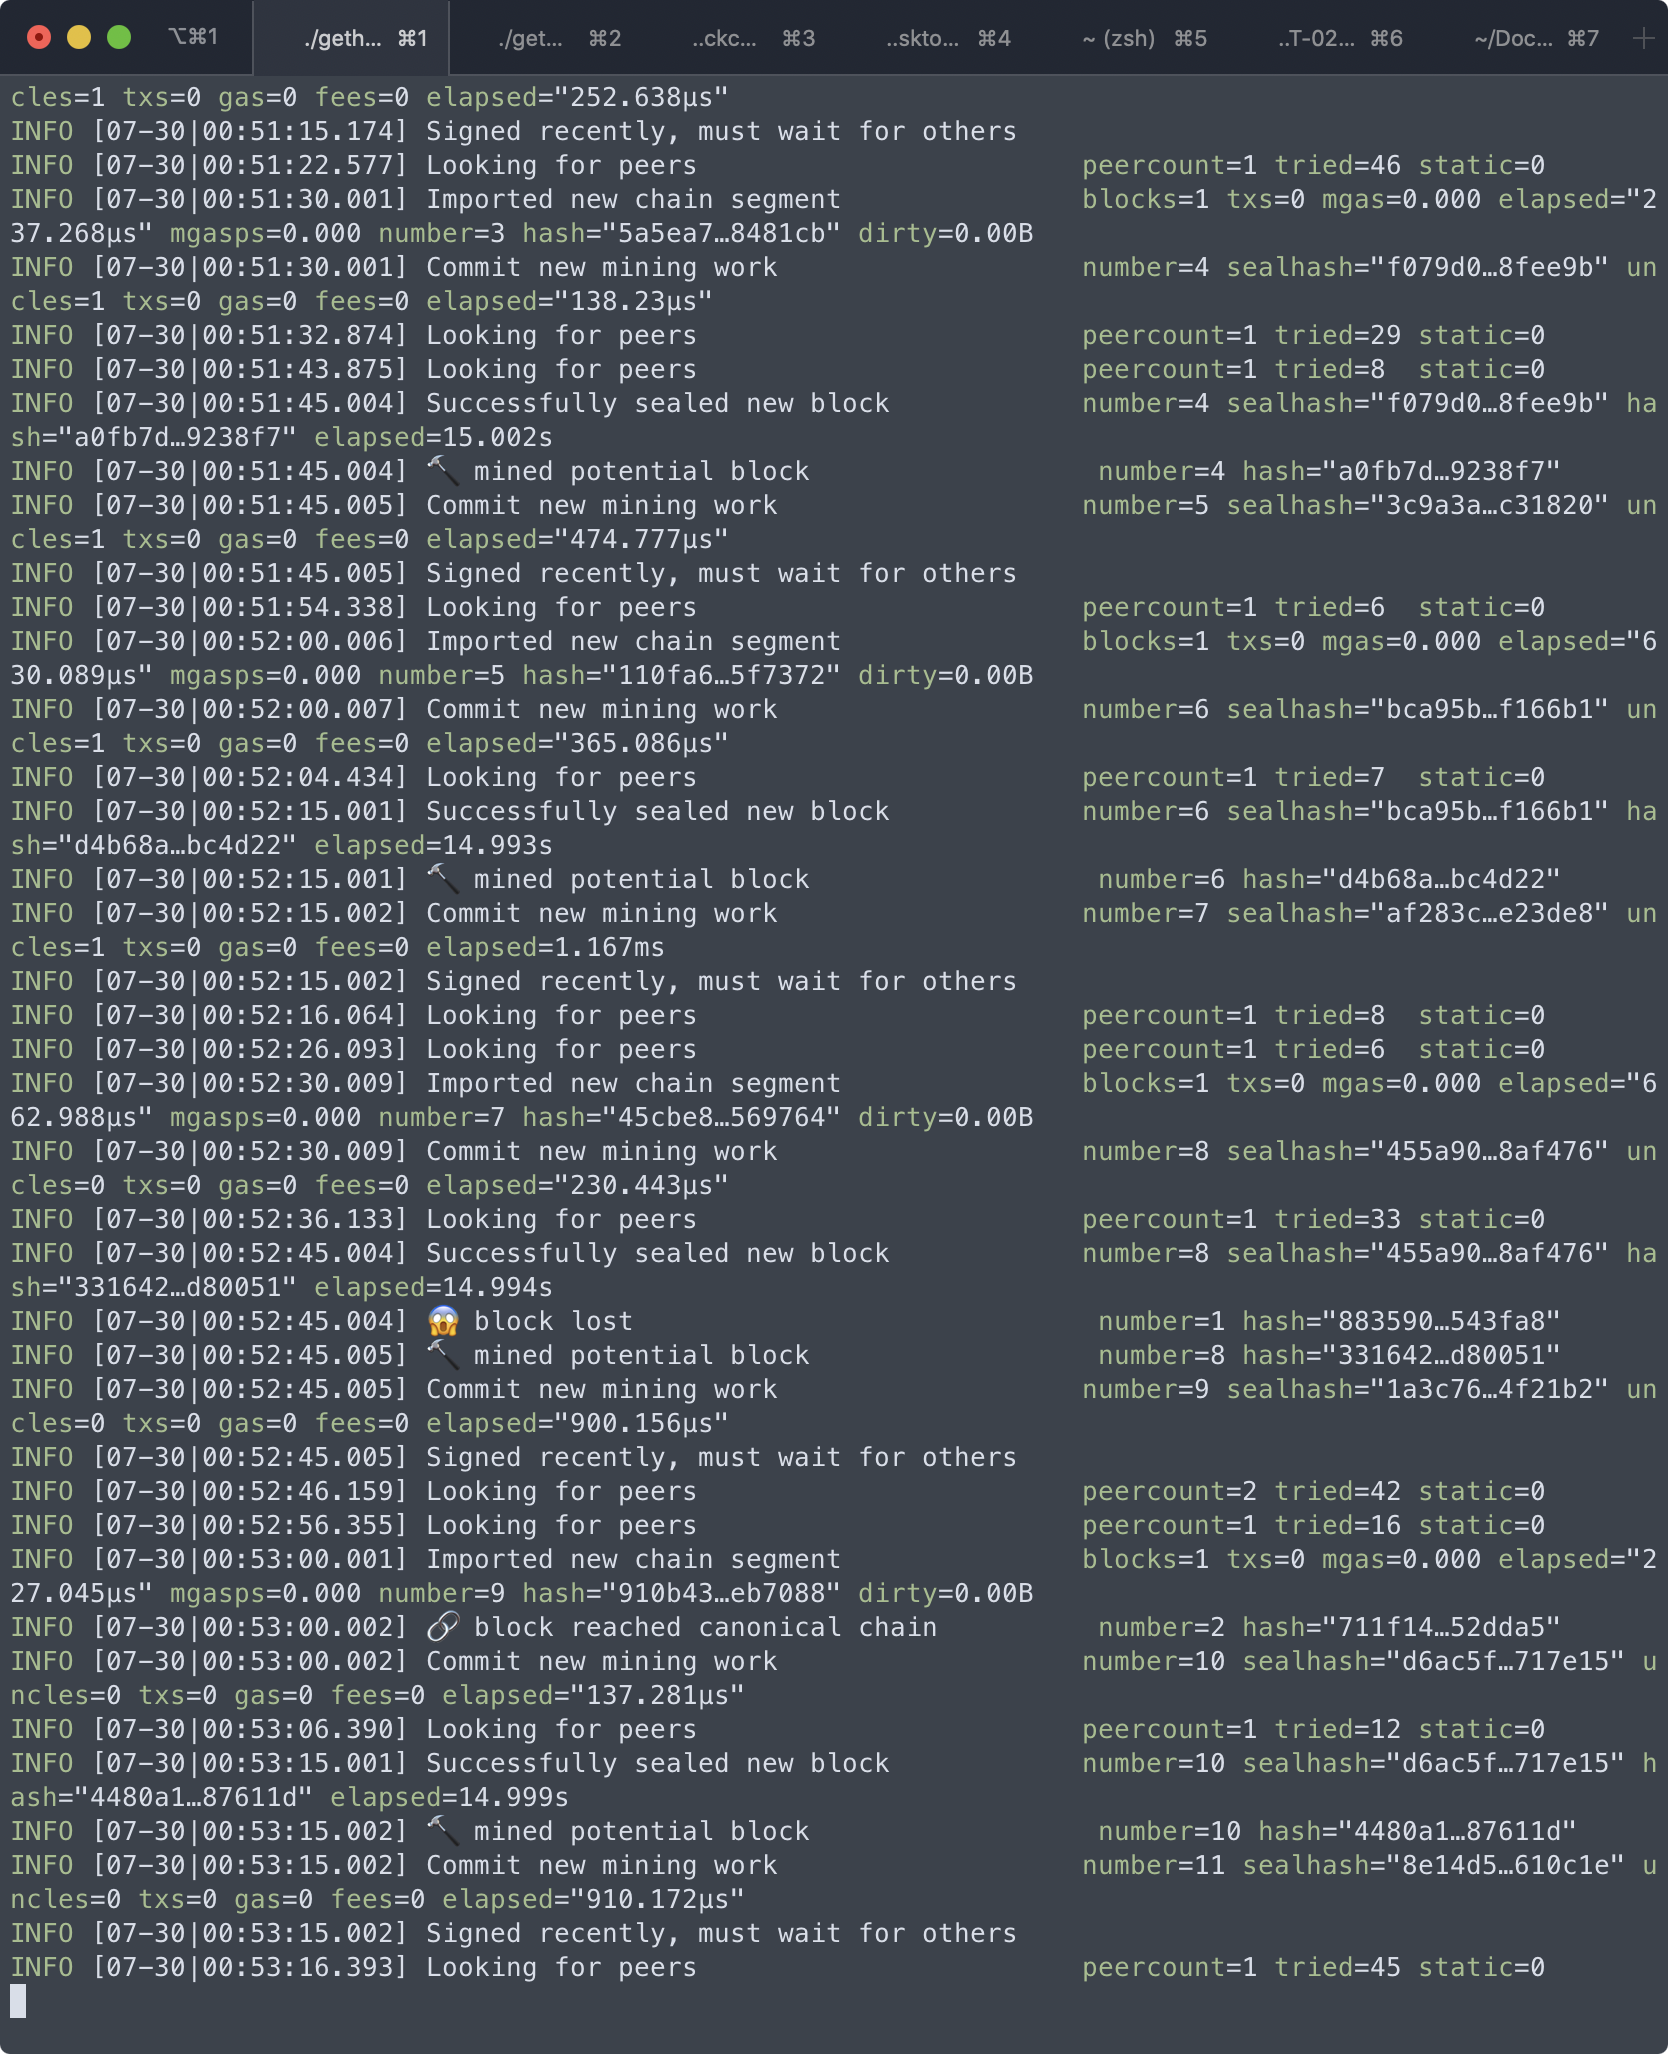 ⌥⌘1 ./geth... ⌘1 ./get... ⌘2 ..ckc... ⌘3 ..skto... ⌘4 ~ (zsh) ⌘5 ..T-02... ⌘6 ~/Doc... ⌘7
cles=1 txs=0 gas=0 fees=0 elapsed="252.638µs"
INFO [07-30|00:51:15.174] Signed recently, must wait for others
INFO [07-30|00:51:22.577] Looking for peers peercount=1 tried=46 static=0
INFO [07-30|00:51:30.001] Imported new chain segment blocks=1 txs=0 mgas=0.000 elapsed="2
37.268µs" mgasps=0.000 number=3 hash="5a5ea7…8481cb" dirty=0.00B
INFO [07-30|00:51:30.001] Commit new mining work number=4 sealhash="f079d0…8fee9b" un
cles=1 txs=0 gas=0 fees=0 elapsed="138.23µs"
INFO [07-30|00:51:32.874] Looking for peers peercount=1 tried=29 static=0
INFO [07-30|00:51:43.875] Looking for peers peercount=1 tried=8 static=0
INFO [07-30|00:51:45.004] Successfully sealed new block number=4 sealhash="f079d0…8fee9b" ha
sh="a0fb7d…9238f7" elapsed=15.002s
INFO [07-30|00:51:45.004] 🔨 mined potential block number=4 hash="a0fb7d…9238f7"
INFO [07-30|00:51:45.005] Commit new mining work number=5 sealhash="3c9a3a…c31820" un
cles=1 txs=0 gas=0 fees=0 elapsed="474.777µs"
INFO [07-30|00:51:45.005] Signed recently, must wait for others
INFO [07-30|00:51:54.338] Looking for peers peercount=1 tried=6 static=0
INFO [07-30|00:52:00.006] Imported new chain segment blocks=1 txs=0 mgas=0.000 elapsed="6
30.089µs" mgasps=0.000 number=5 hash="110fa6…5f7372" dirty=0.00B
INFO [07-30|00:52:00.007] Commit new mining work number=6 sealhash="bca95b…f166b1" un
cles=1 txs=0 gas=0 fees=0 elapsed="365.086µs"
INFO [07-30|00:52:04.434] Looking for peers peercount=1 tried=7 static=0
INFO [07-30|00:52:15.001] Successfully sealed new block number=6 sealhash="bca95b…f166b1" ha
sh="d4b68a…bc4d22" elapsed=14.993s
INFO [07-30|00:52:15.001] 🔨 mined potential block number=6 hash="d4b68a…bc4d22"
INFO [07-30|00:52:15.002] Commit new mining work number=7 sealhash="af283c…e23de8" un
cles=1 txs=0 gas=0 fees=0 elapsed=1.167ms
INFO [07-30|00:52:15.002] Signed recently, must wait for others
INFO [07-30|00:52:16.064] Looking for peers peercount=1 tried=8 static=0
INFO [07-30|00:52:26.093] Looking for peers peercount=1 tried=6 static=0
INFO [07-30|00:52:30.009] Imported new chain segment blocks=1 txs=0 mgas=0.000 elapsed="6
62.988µs" mgasps=0.000 number=7 hash="45cbe8…569764" dirty=0.00B
INFO [07-30|00:52:30.009] Commit new mining work number=8 sealhash="455a90…8af476" un
cles=0 txs=0 gas=0 fees=0 elapsed="230.443µs"
INFO [07-30|00:52:36.133] Looking for peers peercount=1 tried=33 static=0
INFO [07-30|00:52:45.004] Successfully sealed new block number=8 sealhash="455a90…8af476" ha
sh="331642…d80051" elapsed=14.994s
INFO [07-30|00:52:45.004] 😱 block lost number=1 hash="883590…543fa8"
INFO [07-30|00:52:45.005] 🔨 mined potential block number=8 hash="331642…d80051"
INFO [07-30|00:52:45.005] Commit new mining work number=9 sealhash="1a3c76…4f21b2" un
cles=0 txs=0 gas=0 fees=0 elapsed="900.156µs"
INFO [07-30|00:52:45.005] Signed recently, must wait for others
INFO [07-30|00:52:46.159] Looking for peers peercount=2 tried=42 static=0
INFO [07-30|00:52:56.355] Looking for peers peercount=1 tried=16 static=0
INFO [07-30|00:53:00.001] Imported new chain segment blocks=1 txs=0 mgas=0.000 elapsed="2
27.045µs" mgasps=0.000 number=9 hash="910b43…eb7088" dirty=0.00B
INFO [07-30|00:53:00.002] 🔗 block reached canonical chain number=2 hash="711f14…52dda5"
INFO [07-30|00:53:00.002] Commit new mining work number=10 sealhash="d6ac5f…717e15" u
ncles=0 txs=0 gas=0 fees=0 elapsed="137.281µs"
INFO [07-30|00:53:06.390] Looking for peers peercount=1 tried=12 static=0
INFO [07-30|00:53:15.001] Successfully sealed new block number=10 sealhash="d6ac5f…717e15" h
ash="4480a1…87611d" elapsed=14.999s
INFO [07-30|00:53:15.002] 🔨 mined potential block number=10 hash="4480a1…87611d"
INFO [07-30|00:53:15.002] Commit new mining work number=11 sealhash="8e14d5…610c1e" u
ncles=0 txs=0 gas=0 fees=0 elapsed="910.172µs"
INFO [07-30|00:53:15.002] Signed recently, must wait for others
INFO [07-30|00:53:16.393] Looking for peers peercount=1 tried=45 static=0